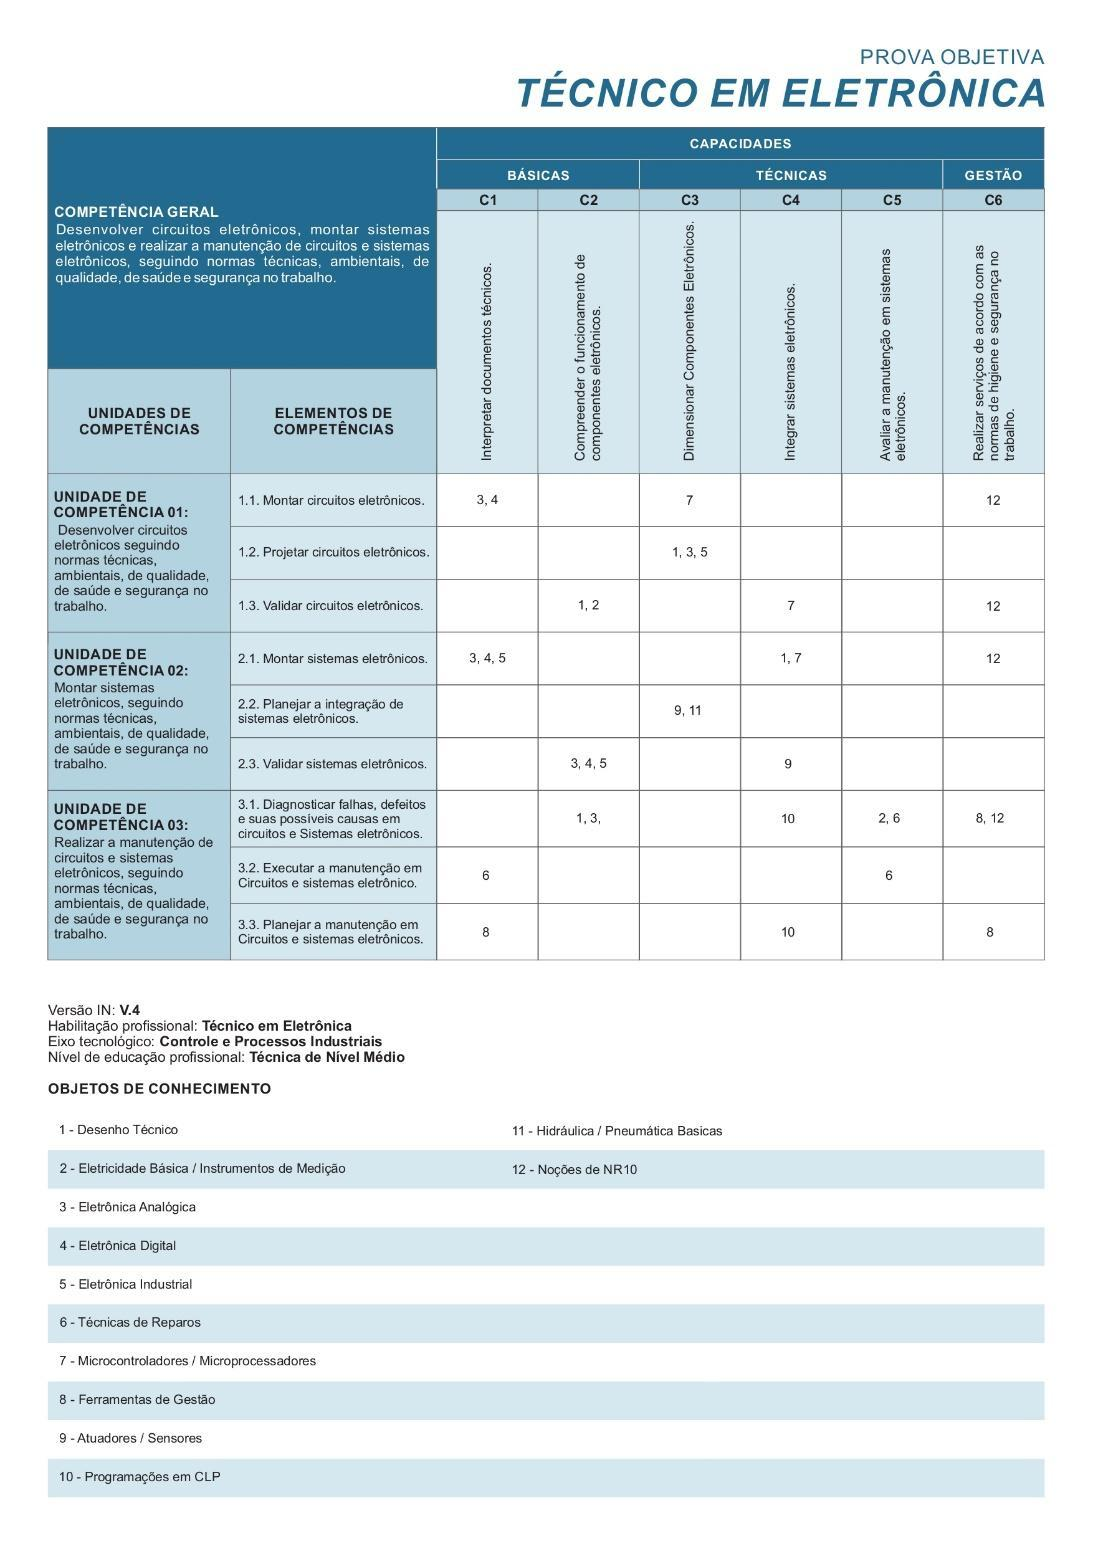 PROVA OBJETIVA
TÉCNICO EM ELETRÔNICA
COMPETÊNCIA GERAL
Desenvolver circuitos eletrônicos, montar sistemas
eletrônicos e realizar a manutenção de circuitos e sistemas
eletrônicos, seguindo normas técnicas, ambientais, de
qualidade, de saúde e segurança no trabalho.
CAPACIDADES
BÁSICAS
TÉCNICAS
GESTÃO
C1
C2
C3
C4
C5
C6
Interpretar documentos técnicos.
Compreender o funcionamento de
componentes eletrônicos.
Dimensionar Componentes Eletrônicos.
Integrar sistemas eletrônicos.
Avaliar a manutenção em sistemas
eletrônicos.
Realizar serviços de acordo com as
normas de higiene e segurança no
trabalho.
UNIDADES DE
COMPETÊNCIAS
ELEMENTOS DE
COMPETÊNCIAS
UNIDADE DE
COMPETÊNCIA 01:
Desenvolver circuitos
eletrônicos seguindo
normas técnicas,
ambientais, de qualidade,
de saúde e segurança no
trabalho.
1.1. Montar circuitos eletrônicos.
3, 4
7
12
1.2. Projetar circuitos eletrônicos.
1, 3, 5
1.3. Validar circuitos eletrônicos.
1, 2
7
12
UNIDADE DE
COMPETÊNCIA 02:
Montar sistemas
eletrônicos, seguindo
normas técnicas,
ambientais, de qualidade,
de saúde e segurança no
trabalho.
2.1. Montar sistemas eletrônicos.
3, 4, 5
1, 7
12
2.2. Planejar a integração de
sistemas eletrônicos.
9, 11
2.3. Validar sistemas eletrônicos.
3, 4, 5
9
UNIDADE DE
COMPETÊNCIA 03:
Realizar a manutenção de
circuitos e sistemas
eletrônicos, seguindo
normas técnicas,
ambientais, de qualidade,
de saúde e segurança no
trabalho.
3.1. Diagnosticar falhas, defeitos
e suas possíveis causas em
circuitos e Sistemas eletrônicos.
1, 3,
10
2, 6
8, 12
3.2. Executar a manutenção em
Circuitos e sistemas eletrônico.
6
6
3.3. Planejar a manutenção em
Circuitos e sistemas eletrônicos.
8
10
8
Versão IN: V.4
Habilitação profissional: Técnico em Eletrônica
Eixo tecnológico: Controle e Processos Industriais
Nível de educação profissional: Técnica de Nível Médio
OBJETOS DE CONHECIMENTO
1 - Desenho Técnico
2 - Eletricidade Básica / Instrumentos de Medição
3 - Eletrônica Analógica
4 - Eletrônica Digital
5 - Eletrônica Industrial
6 - Técnicas de Reparos
7 - Microcontroladores / Microprocessadores
8 - Ferramentas de Gestão
9 - Atuadores / Sensores
10 - Programações em CLP
11 - Hidráulica / Pneumática Basicas
12 - Noções de NR10